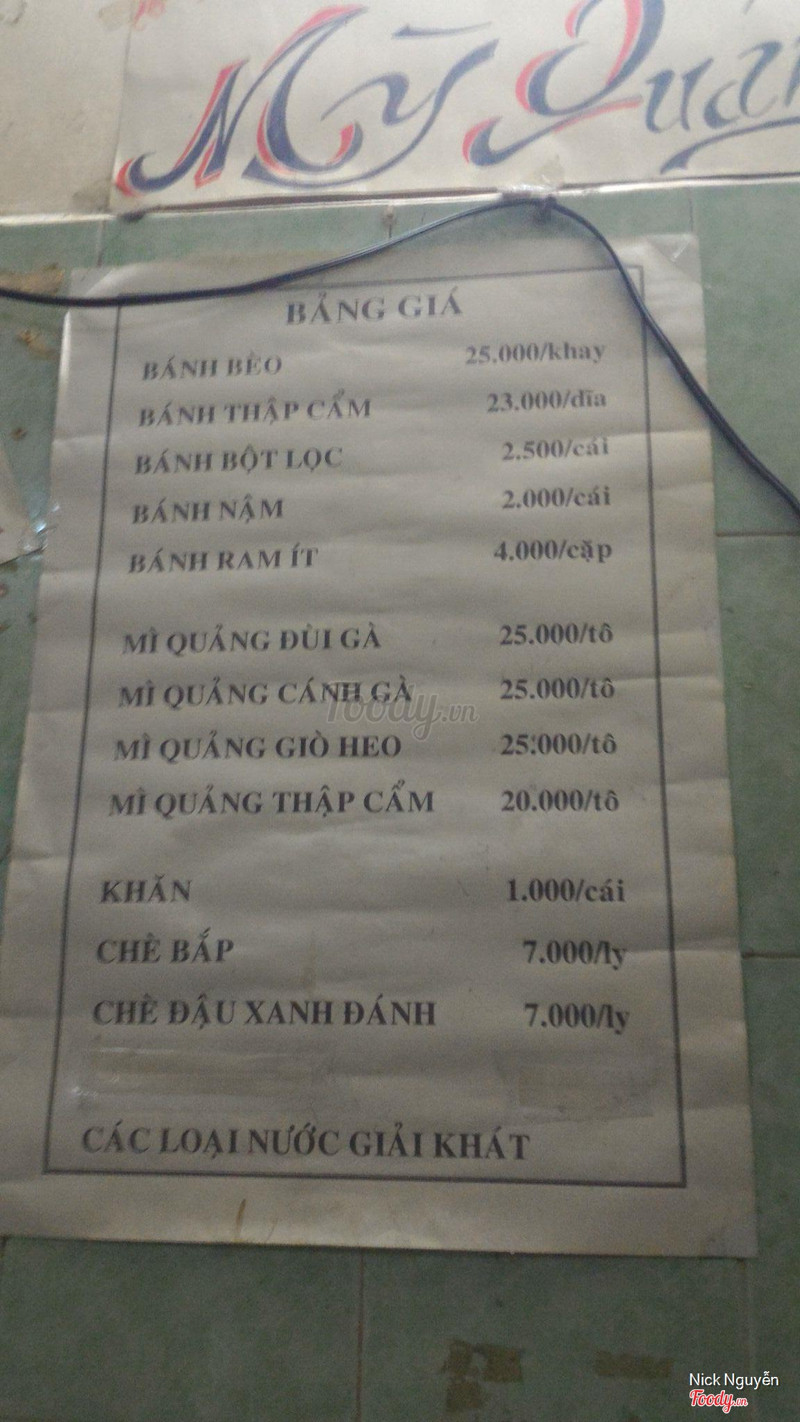 Mỳ Quản
BẢNG GIÁ
BÁNH BÈO 25.000/khay
BÁNH THẬP CẨM 23.000/dĩa
BÁNH BỘT LỌC 2.500/cái
BÁNH NẬM 2.000/cái
BÁNH RAM ÍT 4.000/cặp
MÌ QUẢNG ĐÙI GÀ 25.000/tô
MÌ QUẢNG CÁNH GÀ 25.000/tô
Foody.vn
MÌ QUẢNG GIÒ HEO 25.000/tô
MÌ QUẢNG THẬP CẨM 20.000/tô
KHĂN 1.000/cái
CHÈ BẮP 7.000/ly
CHÈ ĐẬU XANH ĐÁNH 7.000/ly
CÁC LOẠI NƯỚC GIẢI KHÁT
Nick Nguyễn
Foody.vn